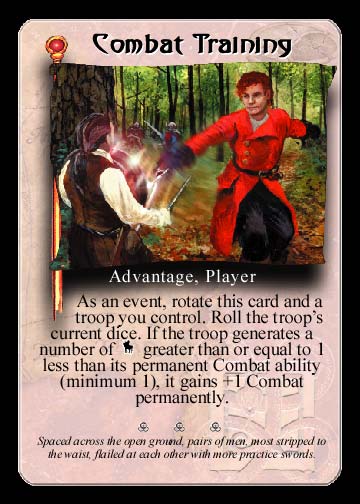 Combat Training
Advantage, Player
As an event, rotate this card and a
troop you control. Roll the troop's
current dice. If the troop generates a
number of greater than or equal to 1
less than its permanent Combat ability
(minimum 1), it gains +1 Combat
permanently.
Spaced across the open ground, pairs of men, most stripped to
the waist, flailed at each other with more practice swords.